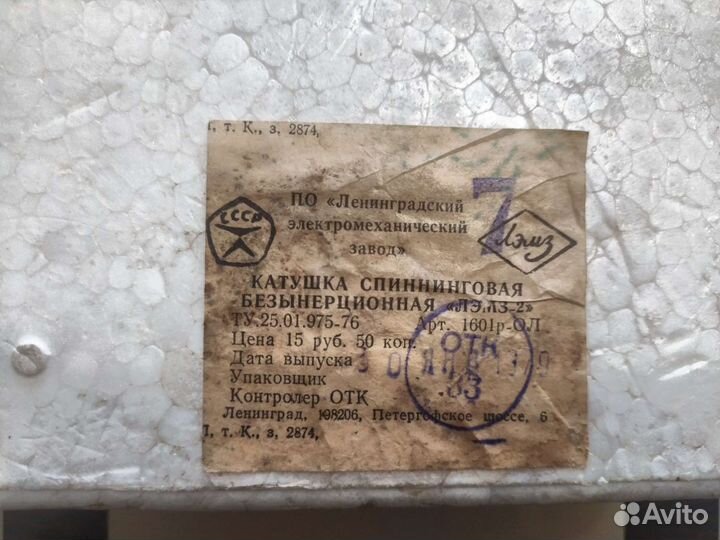 т. К., з. 2874,
7
СССР
ПО «Ленинградский
электромеханический
завод»
Лэмз
КАТУШКА СПИННИНГОВАЯ
БЕЗЫНЕРЦИОННАЯ «ЛЭМЗ-2»
ТУ.25.01.975-76 Арт. 1601р-ОЛ
Цена 15 руб. 50 коп.
Дата выпуска
Упаковщик
Контролер ОТК
ОТК
Ленинград, 198206, Петергофское шоссе, 6
т. К., з. 2874,
Avito